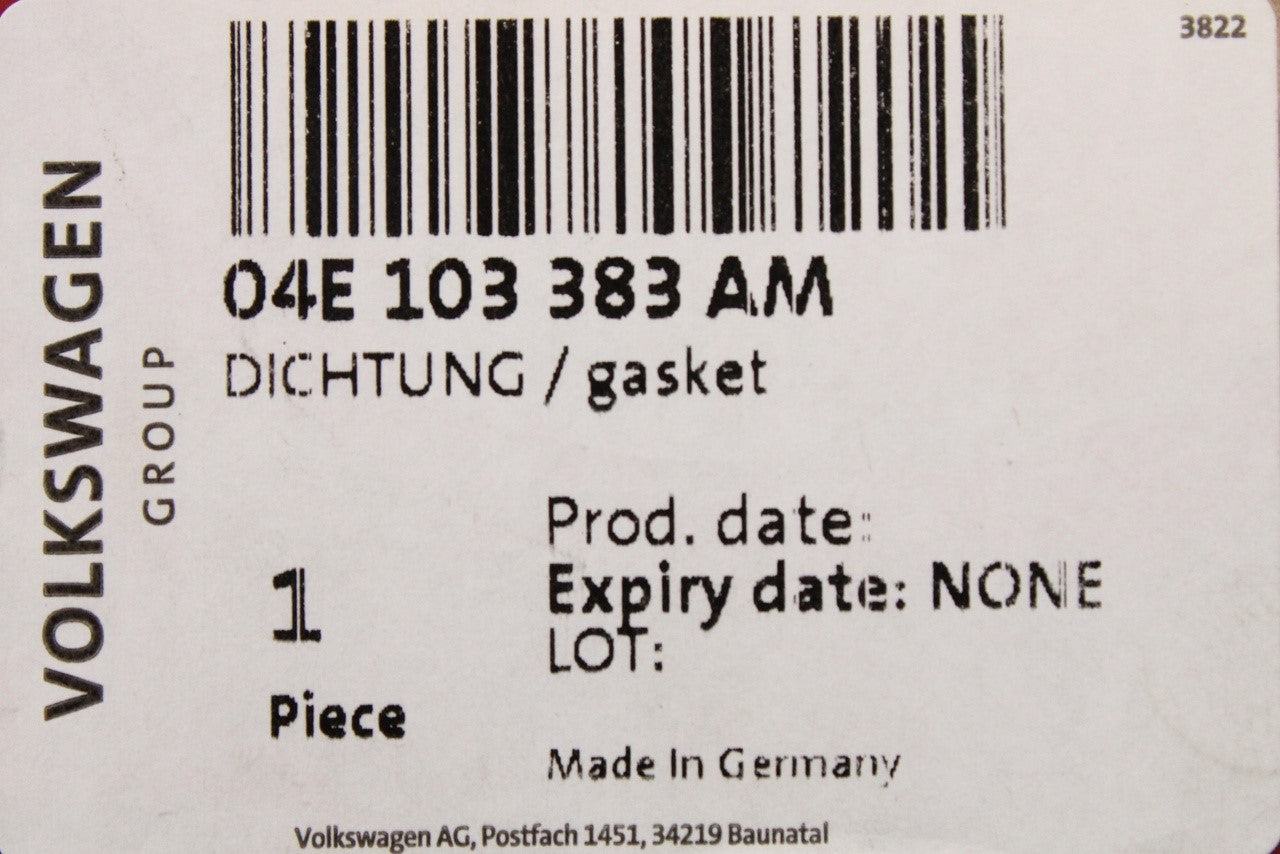 3822
VOLKSWAGEN
GROUP
04E 103 383 AM
DICHTUNG / gasket
Prod. date:
Expiry date: NONE
LOT:
1
Piece
Made In Germany
Volkswagen AG, Postfach 1451, 34219 Baunatal